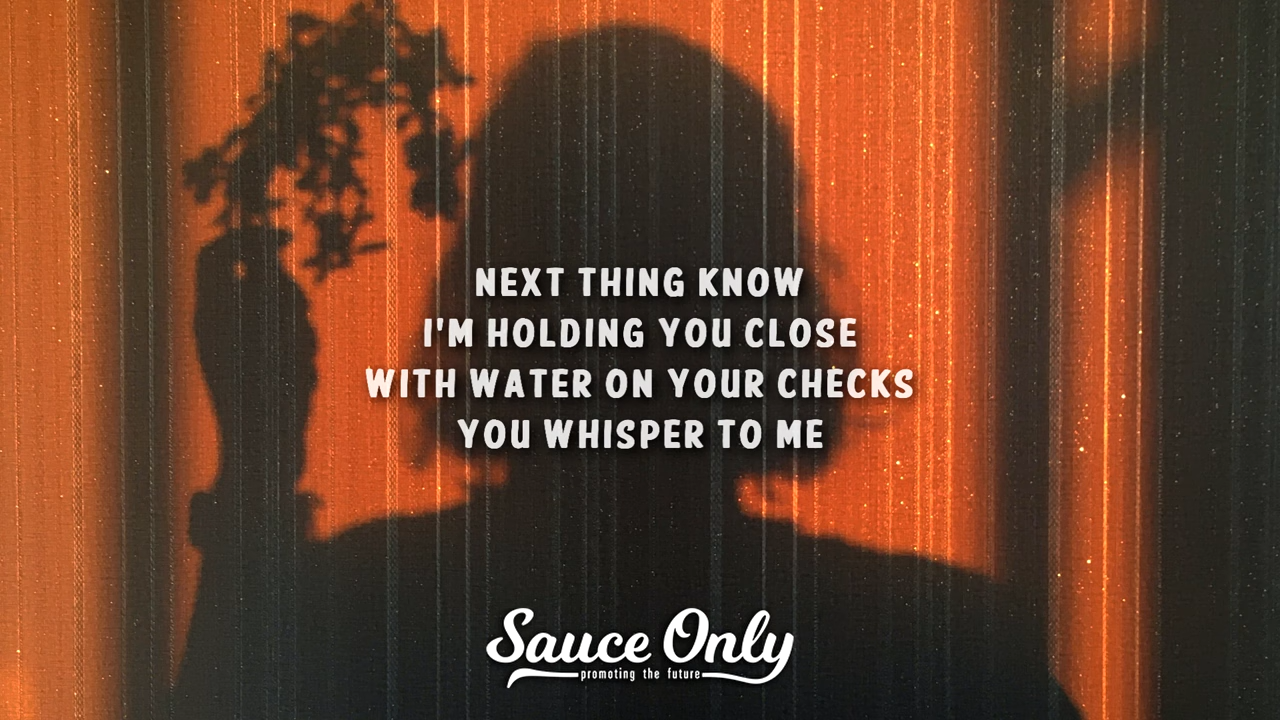 NEXT THING KNOW
I'M HOLDING YOU CLOSE
WITH WATER ON YOUR CHECKS
YOU WHISPER TO ME
Sauce Only
promoting the future